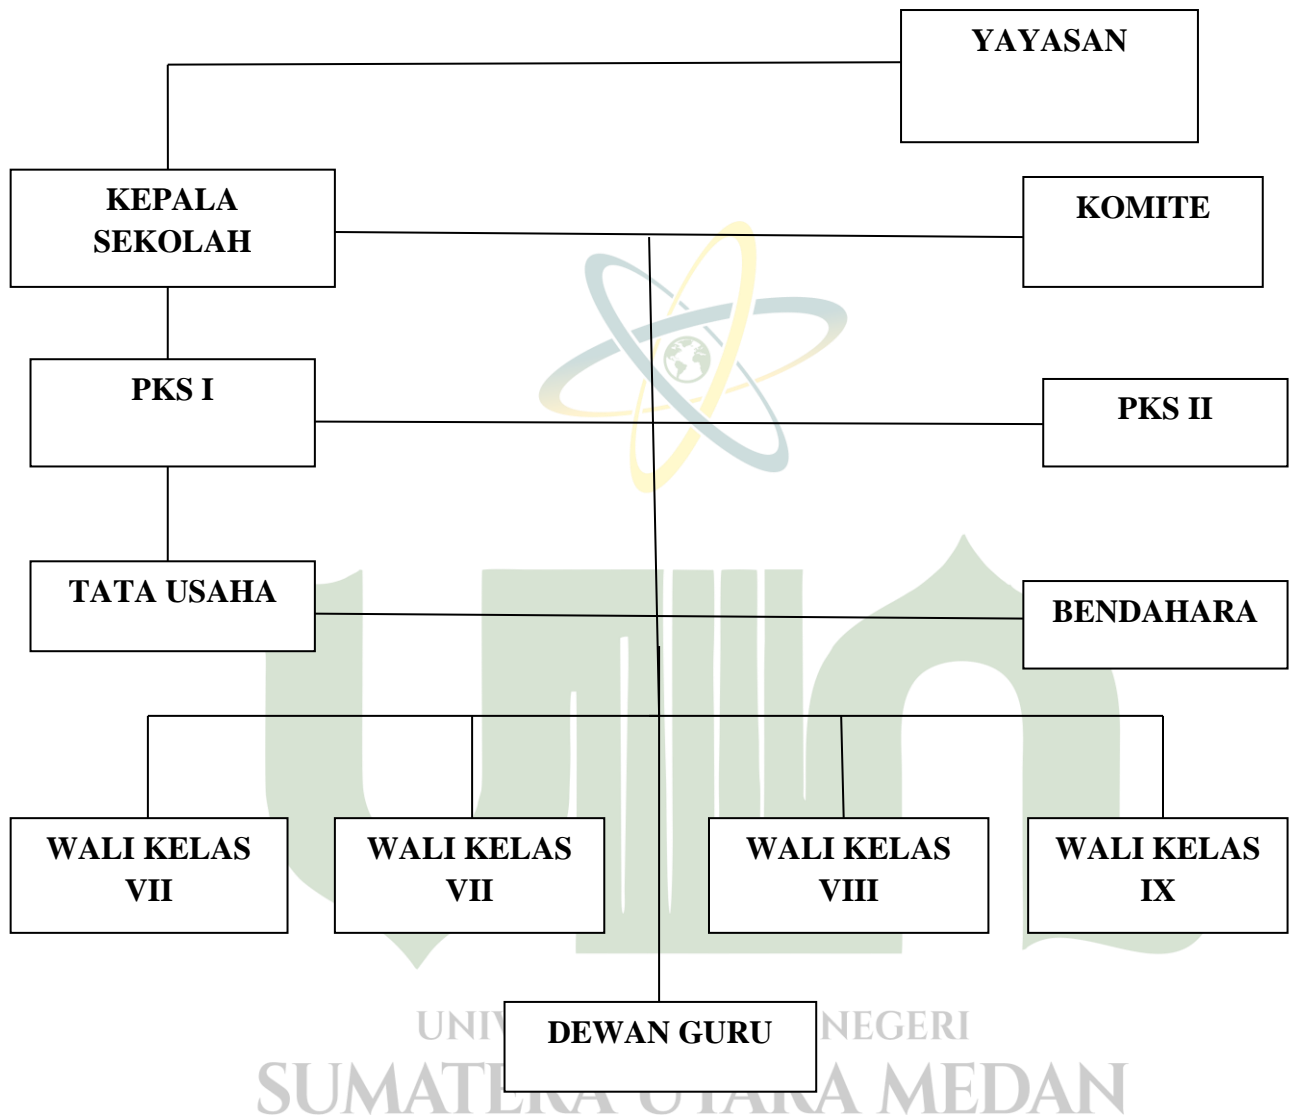 YAYASAN
KEPALA
SEKOLAH
KOMITE
PKS I
PKS II
TATA USAHA
BENDAHARA
WALI KELAS
VII
WALI KELAS
VII
WALI KELAS
VIII
WALI KELAS
IX
DEWAN GURU
NEGERI
SUMATERA UTARA MEDAN